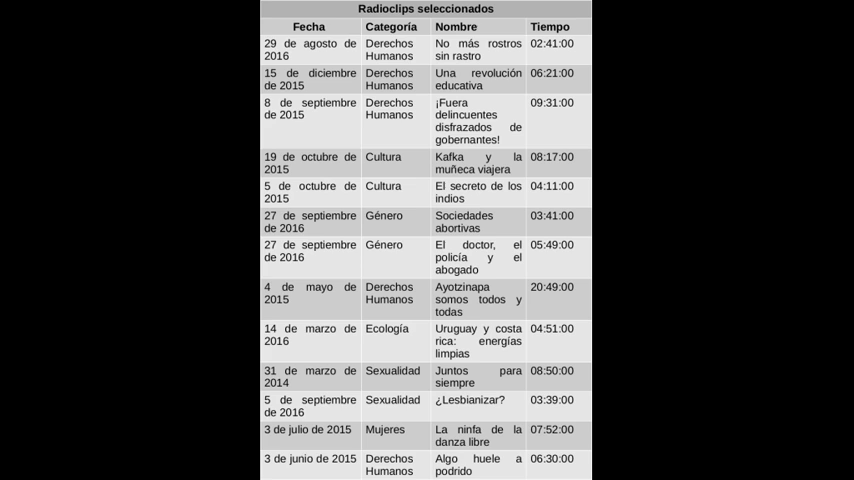 Radioclips seleccionados
Fecha Categoría Nombre Tiempo
29 de agosto de 2016 Derechos Humanos No más rostros sin rastro 02:41:00
15 de diciembre de 2015 Derechos Humanos Una revolución educativa 06:21:00
8 de septiembre de 2015 Derechos Humanos ¡Fuera delincuentes disfrazados de gobernantes! 09:31:00
19 de octubre de 2015 Cultura Kafka y la muñeca viajera 08:17:00
5 de octubre de 2015 Cultura El secreto de los indios 04:11:00
27 de septiembre de 2016 Género Sociedades abortivas 03:41:00
27 de septiembre de 2016 Género El doctor, el policía y el abogado 05:49:00
4 de mayo de 2015 Derechos Humanos Ayotzinapa somos todos y todas 20:49:00
14 de marzo de 2016 Ecología Uruguay y costa rica: energías limpias 04:51:00
31 de marzo de 2014 Sexualidad Juntos para siempre 08:50:00
5 de septiembre de 2016 Sexualidad ¿Lesbianizar? 03:39:00
3 de julio de 2015 Mujeres La ninfa de la danza libre 07:52:00
3 de junio de 2015 Derechos Humanos Algo huele a podrido 06:30:00